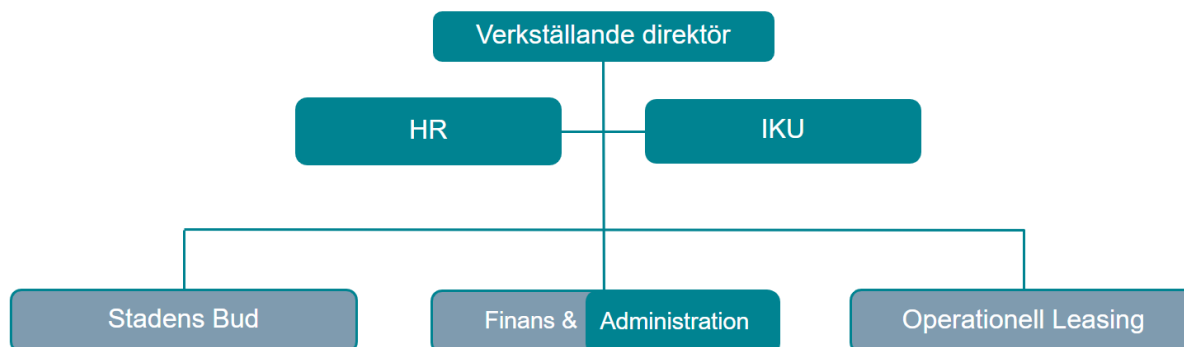 Verkställande direktör
HR
IKU
Stadens Bud
Finans & Administration
Operationell Leasing